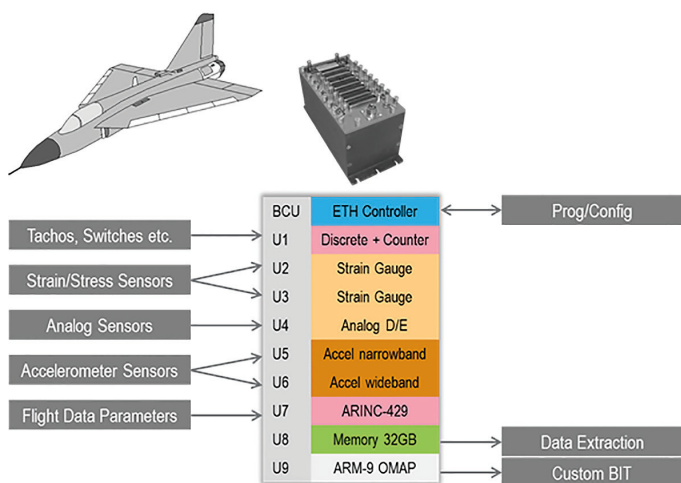 BCU ETH Controller Prog/Config
Tachos, Switches etc. U1 Discrete + Counter
U2 Strain Gauge
Strain/Stress Sensors
U3 Strain Gauge
Analog Sensors U4 Analog D/E
U5 Accel narrowband
Accelerometer Sensors
U6 Accel wideband
Flight Data Parameters U7 ARINC-429
U8 Memory 32GB Data Extraction
U9 ARM-9 OMAP Custom BIT